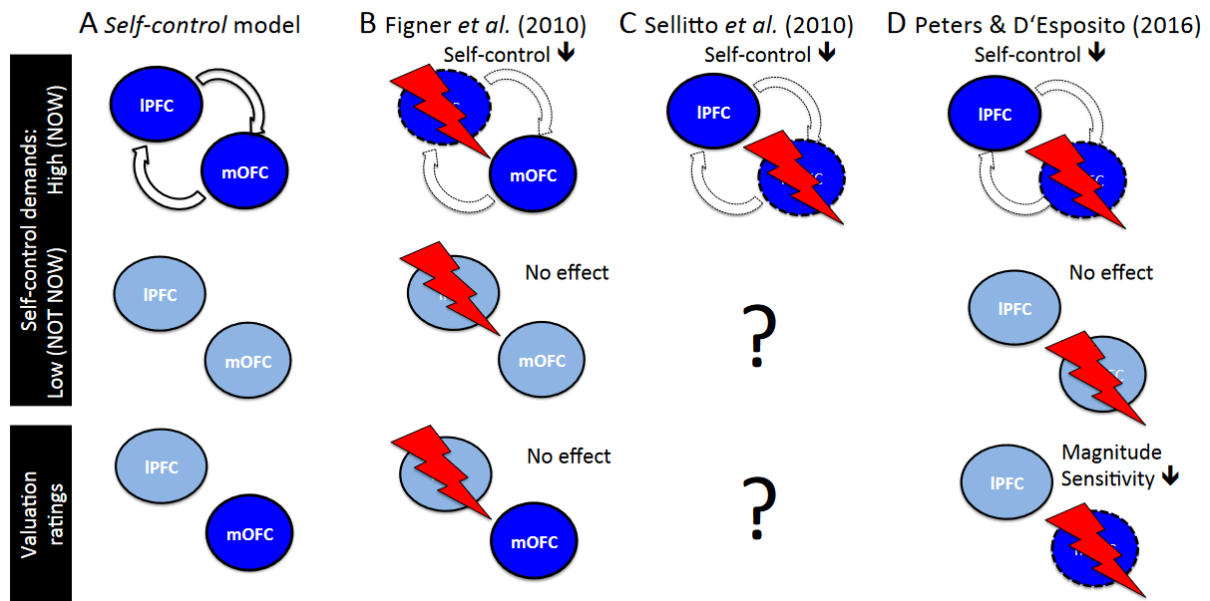 A Self-control model
B Figner et al. (2010)
Self-control
C Sellitto et al. (2010)
Self-control
D Peters & D'Esposito (2016)
Self-control
Self-control demands:
High (NOW)
lPFC
mOFC
mOFC
lPFC
lPFC
Low (NOT NOW)
lPFC
mOFC
No effect
mOFC
?
No effect
lPFC
Valuation
ratings
lPFC
mOFC
No effect
mOFC
?
Magnitude
Sensitivity
lPFC